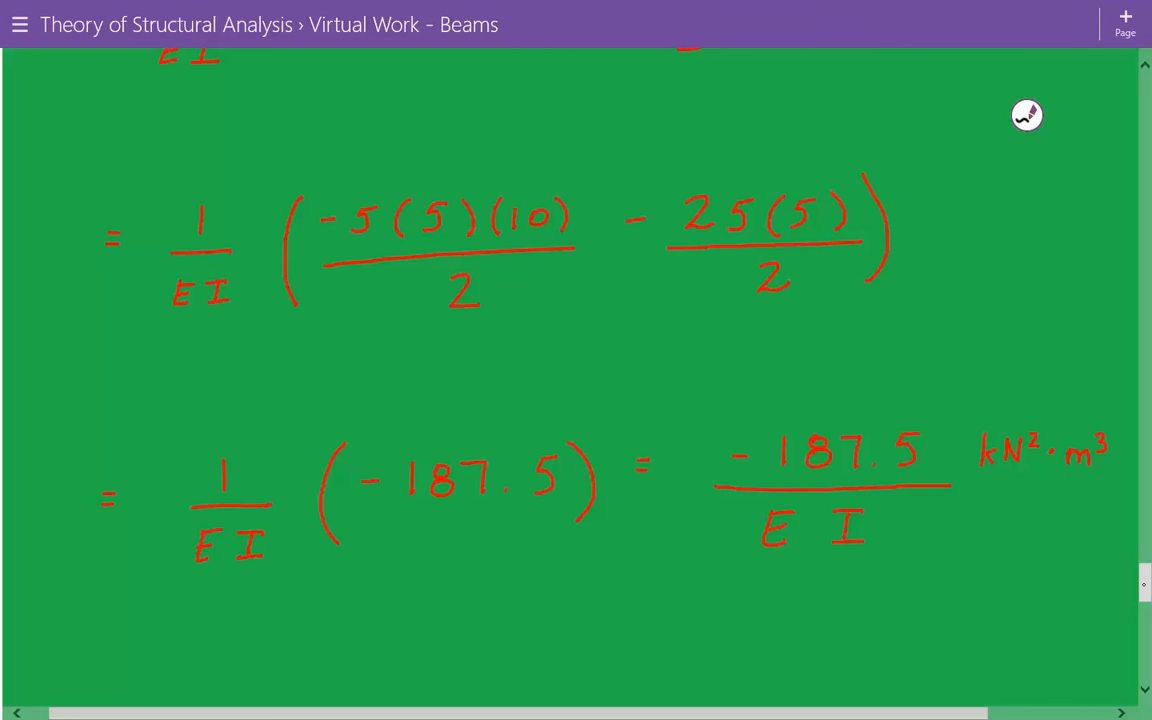 Theory of Structural Analysis › Virtual Work - Beams
Page
EI
= 1/EI ( -5(5)(10)/2 - 25(5)/2 )
= 1/EI ( -187.5 ) = -187.5/EI kN²·m³